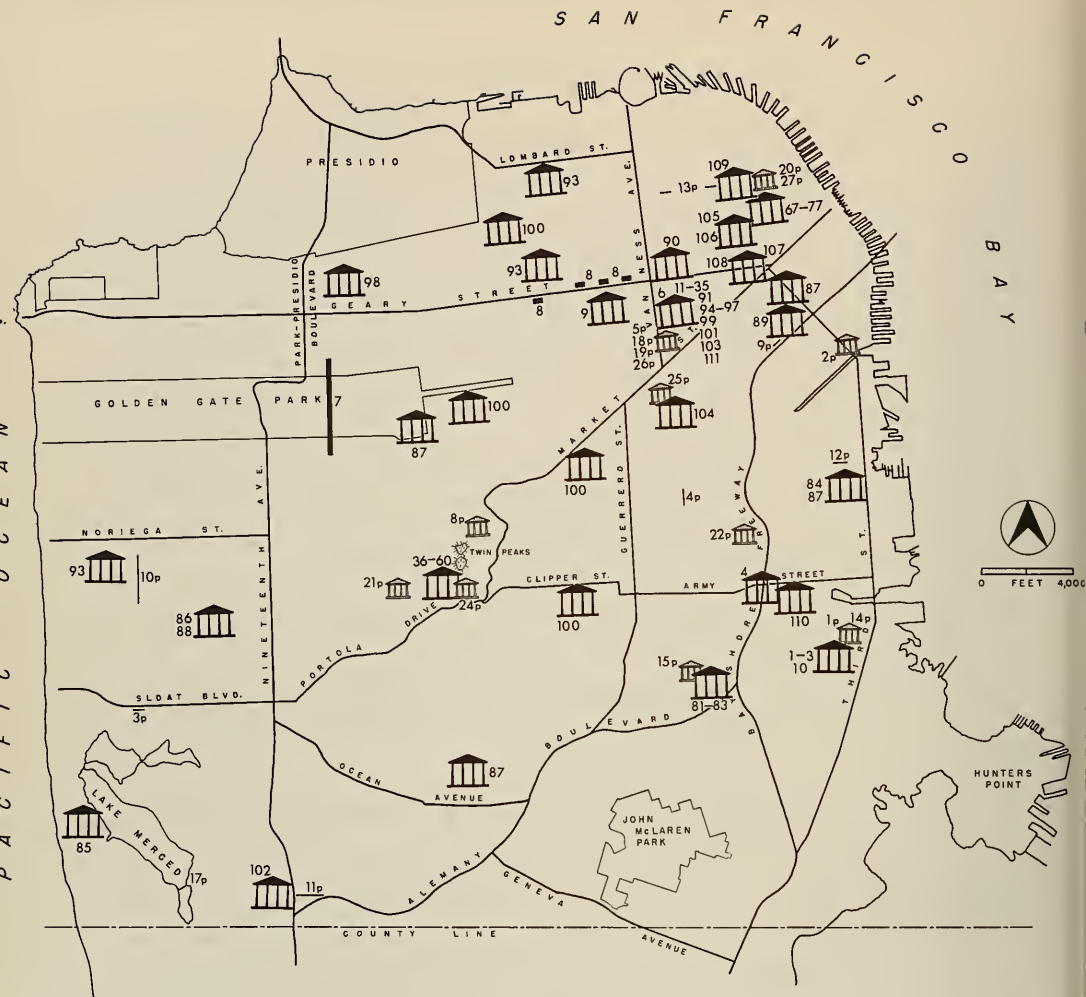 SAN FRANCISCO
BAY
PACIFIC OCEAN
PRESIDIO
LOMBARD ST.
93
100
VAN NESS AVE.
— 13p —
109
20p
27p
67–77
105
106
90
107
108
98
93
8
8
8
8
GEARY STREET
PARK–PRESIDIO
BOULEVARD
9
6
11–35
91
94–97
99
101
103
111
5p
18p
19p
26p
ST.
87
89
9p
2p
GOLDEN GATE PARK
7
100
87
25p
104
MARKET
100
GUERRERO ST.
4p
12p
84
87
NORIEGA ST.
NINETEENTH AVE.
8p
TWIN PEAKS
22p
93
10p
36–60
21p
24p
CLIPPER ST.
ARMY STREET
4
110
0 FEET 4,000
86
88
100
PORTOLA DRIVE
1p
14p
1–3
10
THIRD ST.
15p
81–83
BAYSHORE FREEWAY
SLOAT BLVD.
3p
OCEAN
AVENUE
87
ALEMANY BOULEVARD
HUNTERS
POINT
LAKE MERCED
85
17p
JOHN
McLAREN
PARK
102
11p
GENEVA
AVENUE
COUNTY LINE